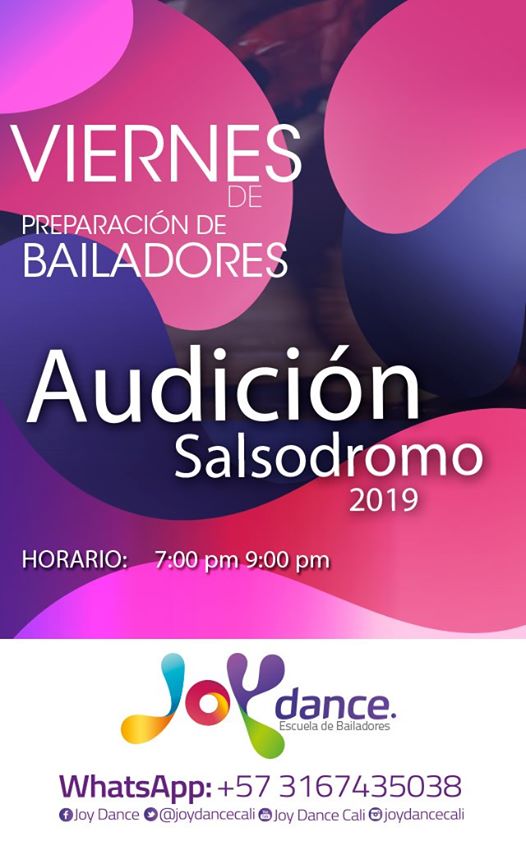 VIERNES
DE
PREPARACIÓN DE
BAILADORES
Audición
Salsodromo
2019
HORARIO: 7:00 pm 9:00 pm
Joy dance.
Escuela de Bailadores
WhatsApp: +57 3167435038
Joy Dance @joydancecali Joy Dance Cali joydancecali